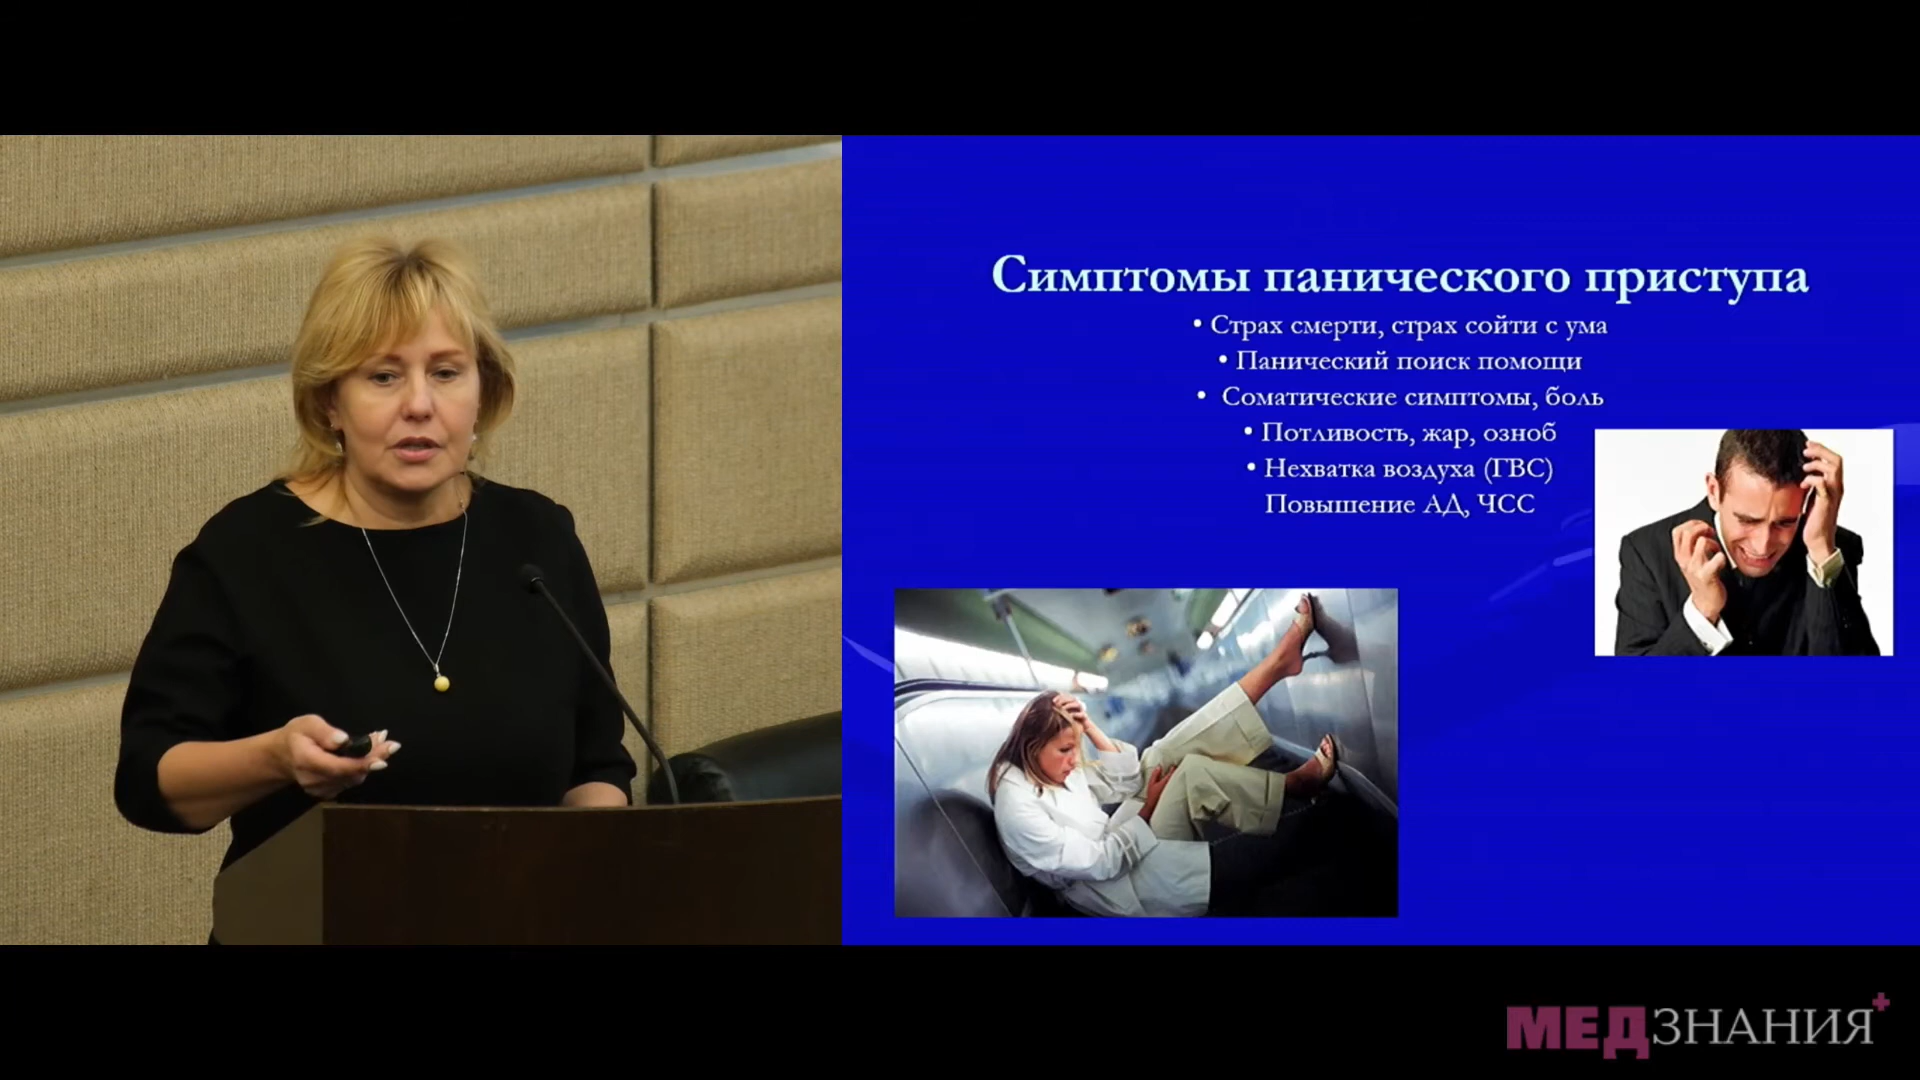 Симптомы панического приступа
• Страх смерти, страх сойти с ума
• Панический поиск помощи
• Соматические симптомы, боль
• Потливость, жар, озноб
• Нехватка воздуха (ГВС)
Повышение АД, ЧСС
МЕДЗНАНИЯ+